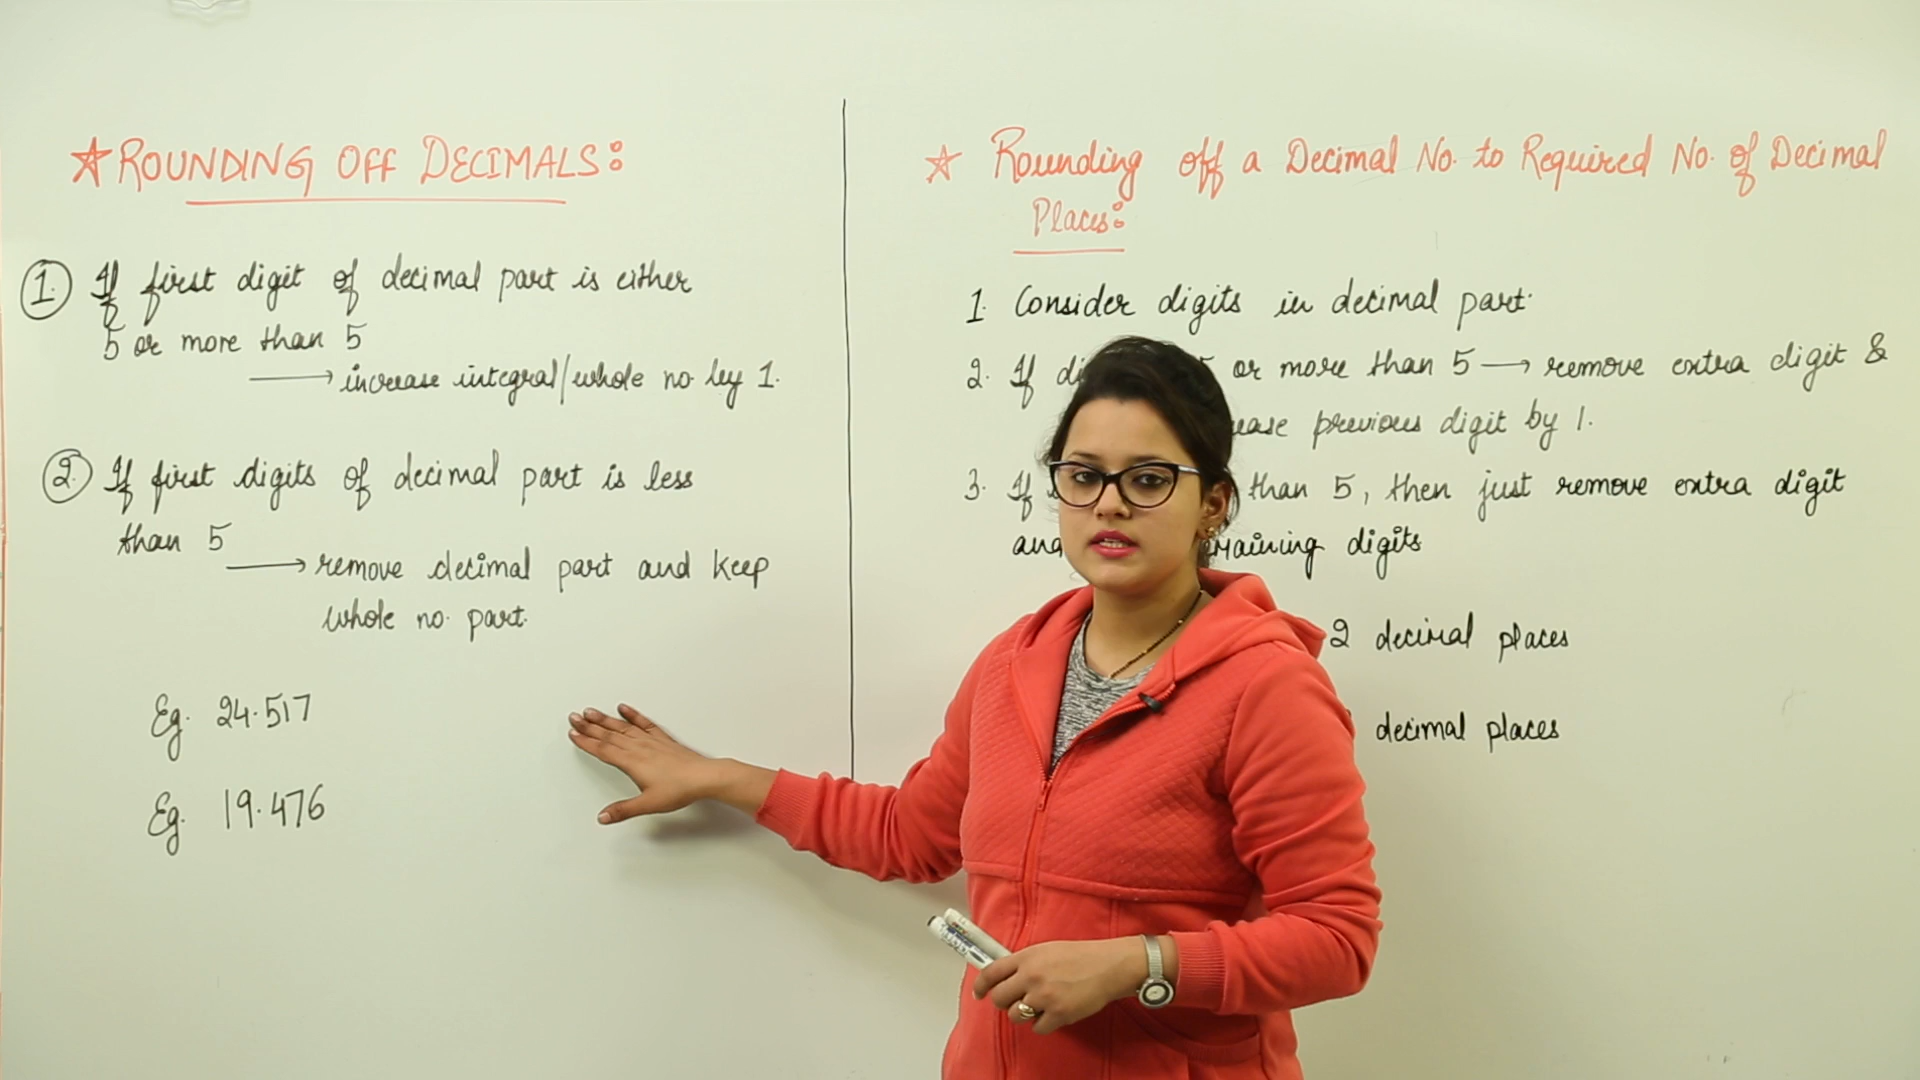 ☆ ROUNDING OFF DECIMALS:
1. If first digit of decimal part is either
5 or more than 5
→ increase integral/whole no. by 1.
2. If first digits of decimal part is less
than 5
→ remove decimal part and keep
whole no. part.
Eg. 24.517
Eg. 19.476
☆ Rounding off a Decimal No. to Required No. of Decimal
Places:
1. Consider digits in decimal part.
2. If or more than 5 → remove extra digit &
previous digit by 1.
3. If than 5, then just remove extra digit
digits
2 decimal places
decimal places